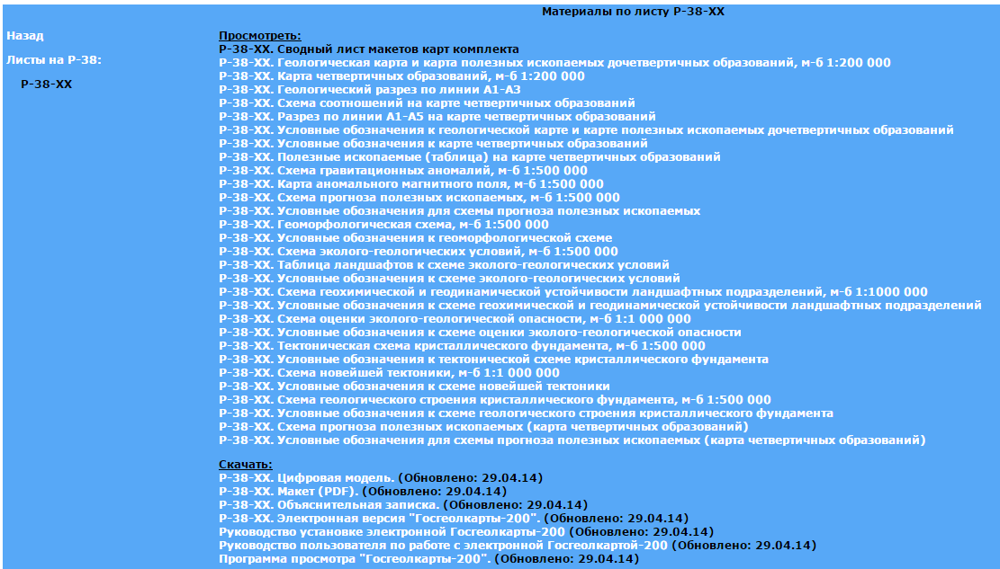 Материалы по листу P-38-XX
Назад
Листы на P-38:
P-38-XX
Просмотреть:
P-38-XX. Сводный лист макетов карт комплекта
P-38-XX. Геологическая карта и карта полезных ископаемых дочетвертичных образований, м-б 1:200 000
P-38-XX. Карта четвертичных образований, м-б 1:200 000
P-38-XX. Геологический разрез по линии А1-А3
P-38-XX. Схема соотношений на карте четвертичных образований
P-38-XX. Разрез по линии А1-А5 на карте четвертичных образований
P-38-XX. Условные обозначения к геологической карте и карте полезных ископаемых дочетвертичных образований
P-38-XX. Условные обозначения к карте четвертичных образований
P-38-XX. Полезные ископаемые (таблица) на карте четвертичных образований
P-38-XX. Схема гравитационных аномалий, м-б 1:500 000
P-38-XX. Карта аномального магнитного поля, м-б 1:500 000
P-38-XX. Схема прогноза полезных ископаемых, м-б 1:500 000
P-38-XX. Условные обозначения для схемы прогноза полезных ископаемых
P-38-XX. Геоморфологическая схема, м-б 1:500 000
P-38-XX. Условные обозначения к геоморфологической схеме
P-38-XX. Схема эколого-геологических условий, м-б 1:500 000
P-38-XX. Таблица ландшафтов к схеме эколого-геологических условий
P-38-XX. Условные обозначения к схеме эколого-геологических условий
P-38-XX. Схема геохимической и геодинамической устойчивости ландшафтных подразделений, м-б 1:1000 000
P-38-XX. Условные обозначения к схеме геохимической и геодинамической устойчивости ландшафтных подразделений
P-38-XX. Схема оценки эколого-геологической опасности, м-б 1:1 000 000
P-38-XX. Условные обозначения к схеме оценки эколого-геологической опасности
P-38-XX. Тектоническая схема кристаллического фундамента, м-б 1:500 000
P-38-XX. Условные обозначения к тектонической схеме кристаллического фундамента
P-38-XX. Схема новейшей тектоники, м-б 1:1 000 000
P-38-XX. Условные обозначения к схеме новейшей тектоники
P-38-XX. Схема геологического строения кристаллического фундамента, м-б 1:500 000
P-38-XX. Условные обозначения к схеме геологического строения кристаллического фундамента
P-38-XX. Схема прогноза полезных ископаемых (карта четвертичных образований)
P-38-XX. Условные обозначения для схемы прогноза полезных ископаемых (карта четвертичных образований)
Скачать:
P-38-XX. Цифровая модель. (Обновлено: 29.04.14)
P-38-XX. Макет (PDF). (Обновлено: 29.04.14)
P-38-XX. Объяснительная записка. (Обновлено: 29.04.14)
P-38-XX. Электронная версия "Госгеолкарты-200". (Обновлено: 29.04.14)
Руководство установке электронной Госгеолкарты-200 (Обновлено: 29.04.14)
Руководство пользователя по работе с электронной Госгеолкартой-200 (Обновлено: 29.04.14)
Программа просмотра "Госгеолкарты-200". (Обновлено: 29.04.14)